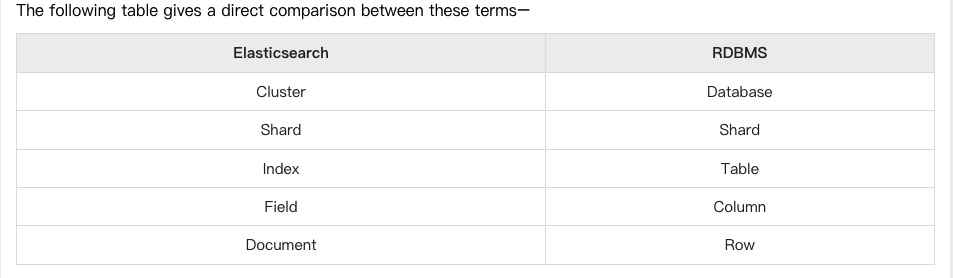 The following table gives a direct comparison between these terms—
Elasticsearch RDBMS
Cluster Database
Shard Shard
Index Table
Field Column
Document Row